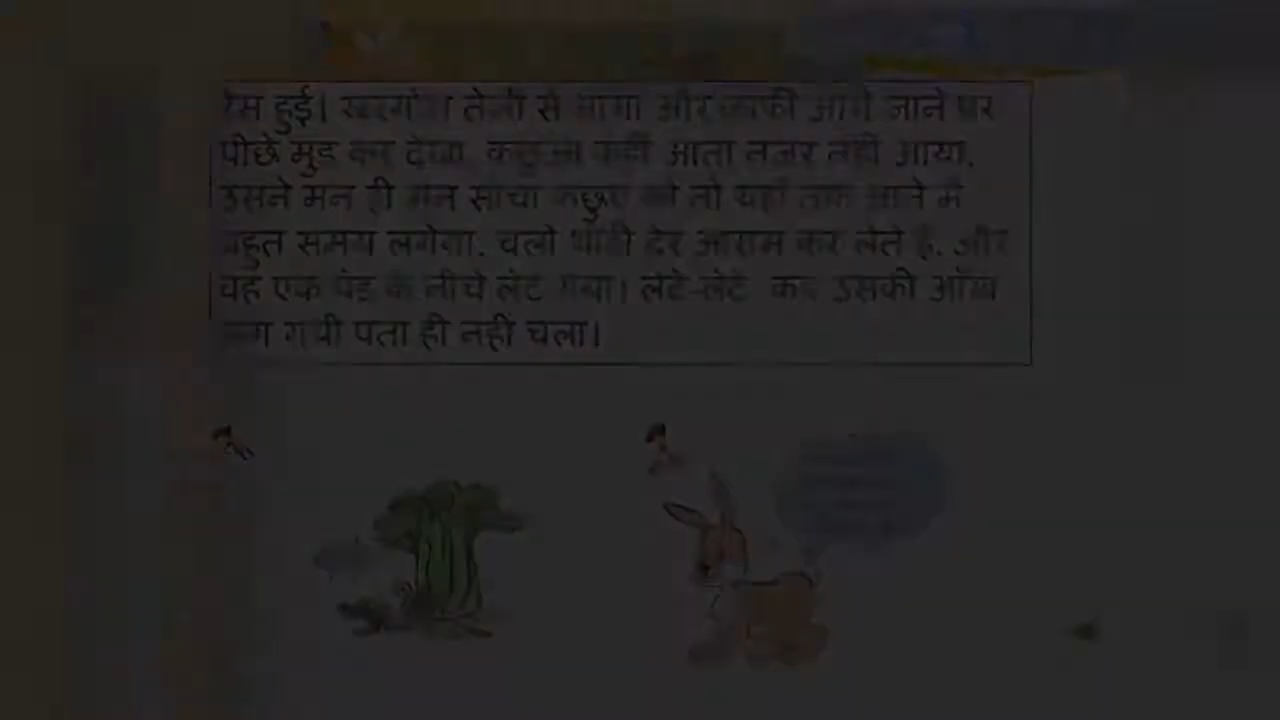 रेस हुई। खरगोश तेजी से भागा और काफी आगे जाने पर
पीछे मुड़ कर देखा, कछुआ कहीं आता नजर नहीं आया,
उसने मन ही मन सोचा कछुए को तो यहाँ तक आने में
बहुत समय लगेगा, चलो थोड़ी देर आराम कर लेते हैं, और
वह एक पेड़ के नीचे लेट गया। लेटे-लेटे कब उसकी आँख
लग गयी पता ही नहीं चला।